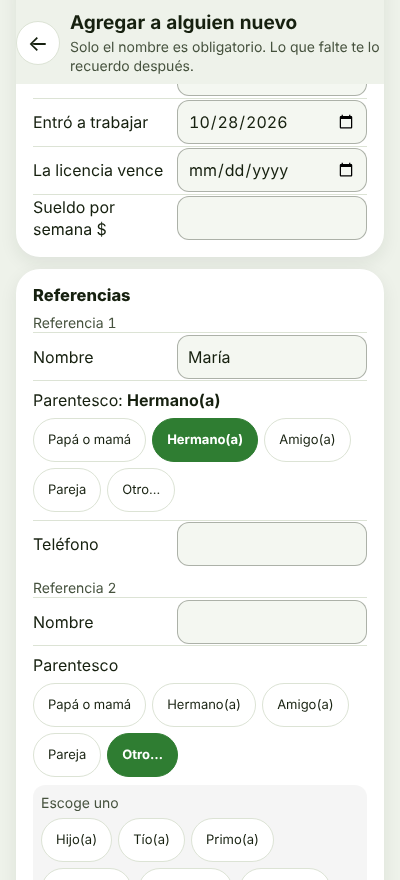 Agregar a alguien nuevo
Solo el nombre es obligatorio. Lo que falte te lo
recuerdo después.
Entró a trabajar 10/28/2026
La licencia vence mm/dd/yyyy
Sueldo por
semana $
Referencias
Referencia 1
Nombre María
Parentesco: Hermano(a)
Papá o mamá Hermano(a) Amigo(a)
Pareja Otro...
Teléfono
Referencia 2
Nombre
Parentesco
Papá o mamá Hermano(a) Amigo(a)
Pareja Otro...
Escoge uno
Hijo(a) Tío(a) Primo(a)